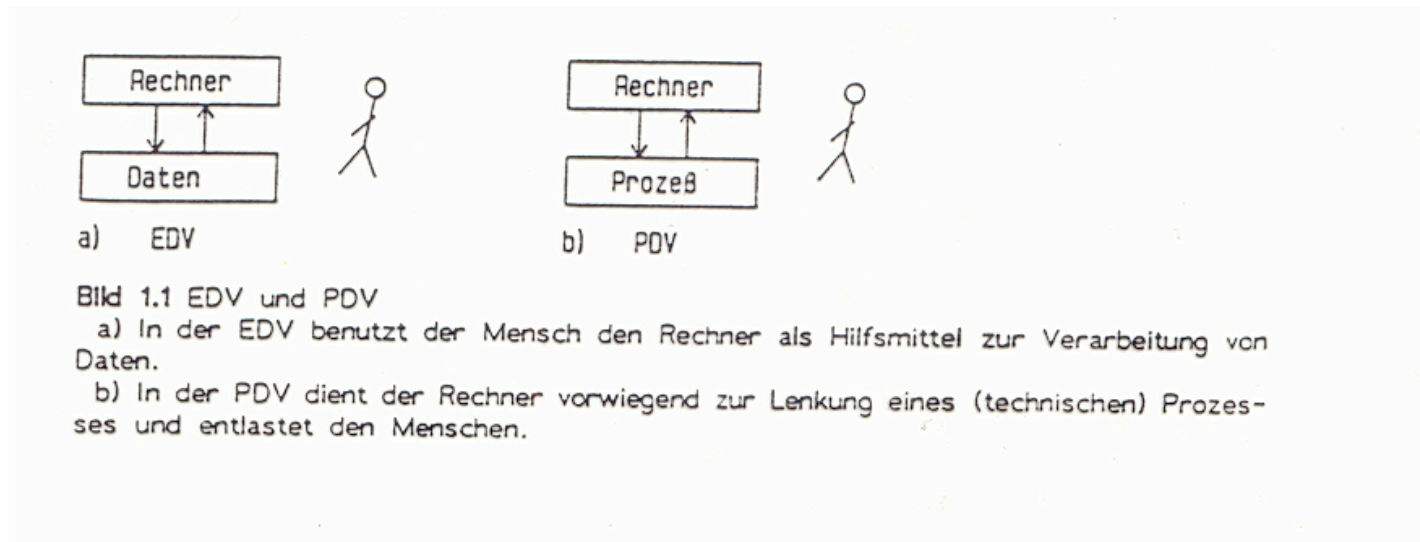 Rechner
Daten
a) EDV
Rechner
Prozeß
b) PDV
Bild 1.1 EDV und PDV
a) In der EDV benutzt der Mensch den Rechner als Hilfsmittel zur Verarbeitung von
Daten.
b) In der PDV dient der Rechner vorwiegend zur Lenkung eines (technischen) Prozes-
ses und entlastet den Menschen.